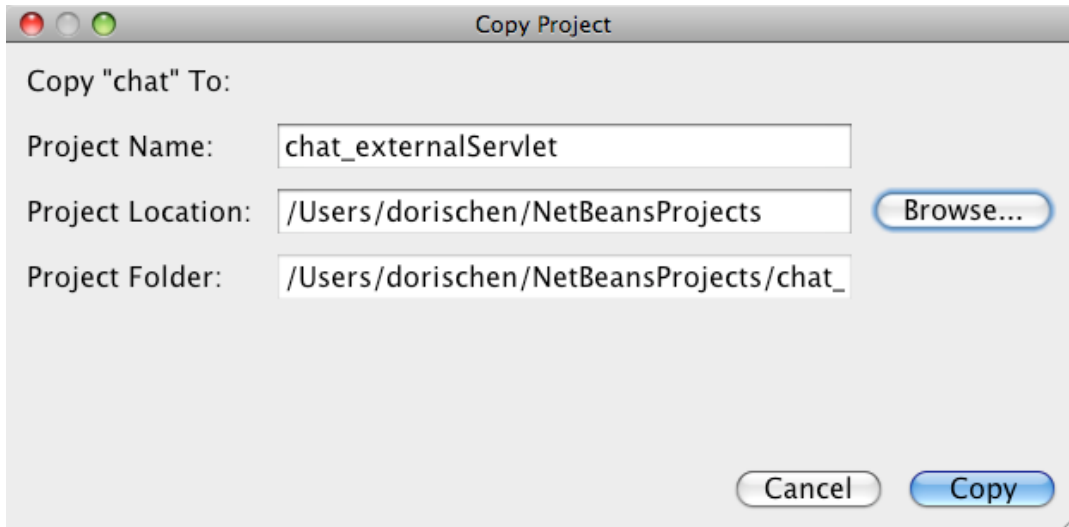 Copy Project
Copy "chat" To:
Project Name: chat_externalServlet
Project Location: /Users/dorischen/NetBeansProjects Browse...
Project Folder: /Users/dorischen/NetBeansProjects/chat_
Cancel Copy